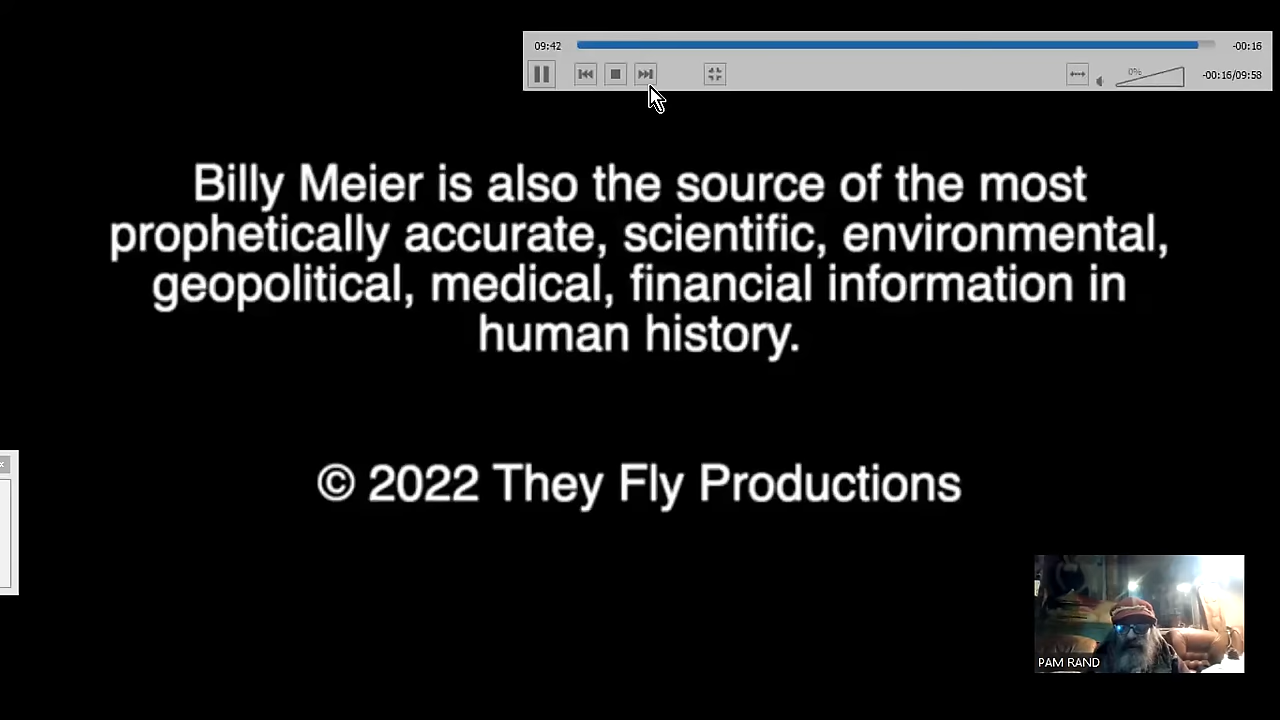 09:42
-00:16
0%
-00:16/09:58
Billy Meier is also the source of the most
prophetically accurate, scientific, environmental,
geopolitical, medical, financial information in
human history.
© 2022 They Fly Productions
PAM RAND